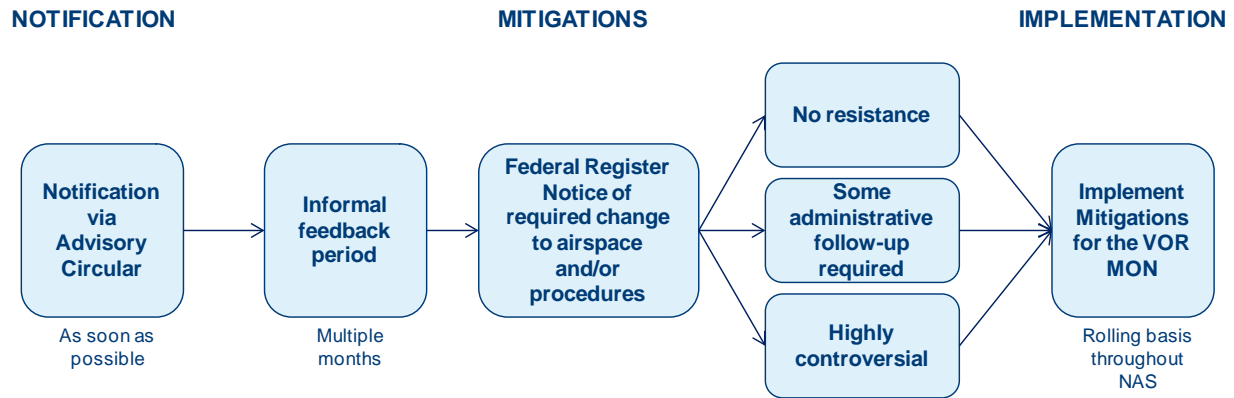 NOTIFICATION
MITIGATIONS
IMPLEMENTATION
Notification
via
Advisory
Circular
As soon as
possible
Informal
feedback
period
Multiple
months
Federal Register
Notice of
required change
to airspace
and/or
procedures
No resistance
Some
administrative
follow-up
required
Highly
controversial
Implement
Mitigations
for the VOR
MON
Rolling basis
throughout
NAS